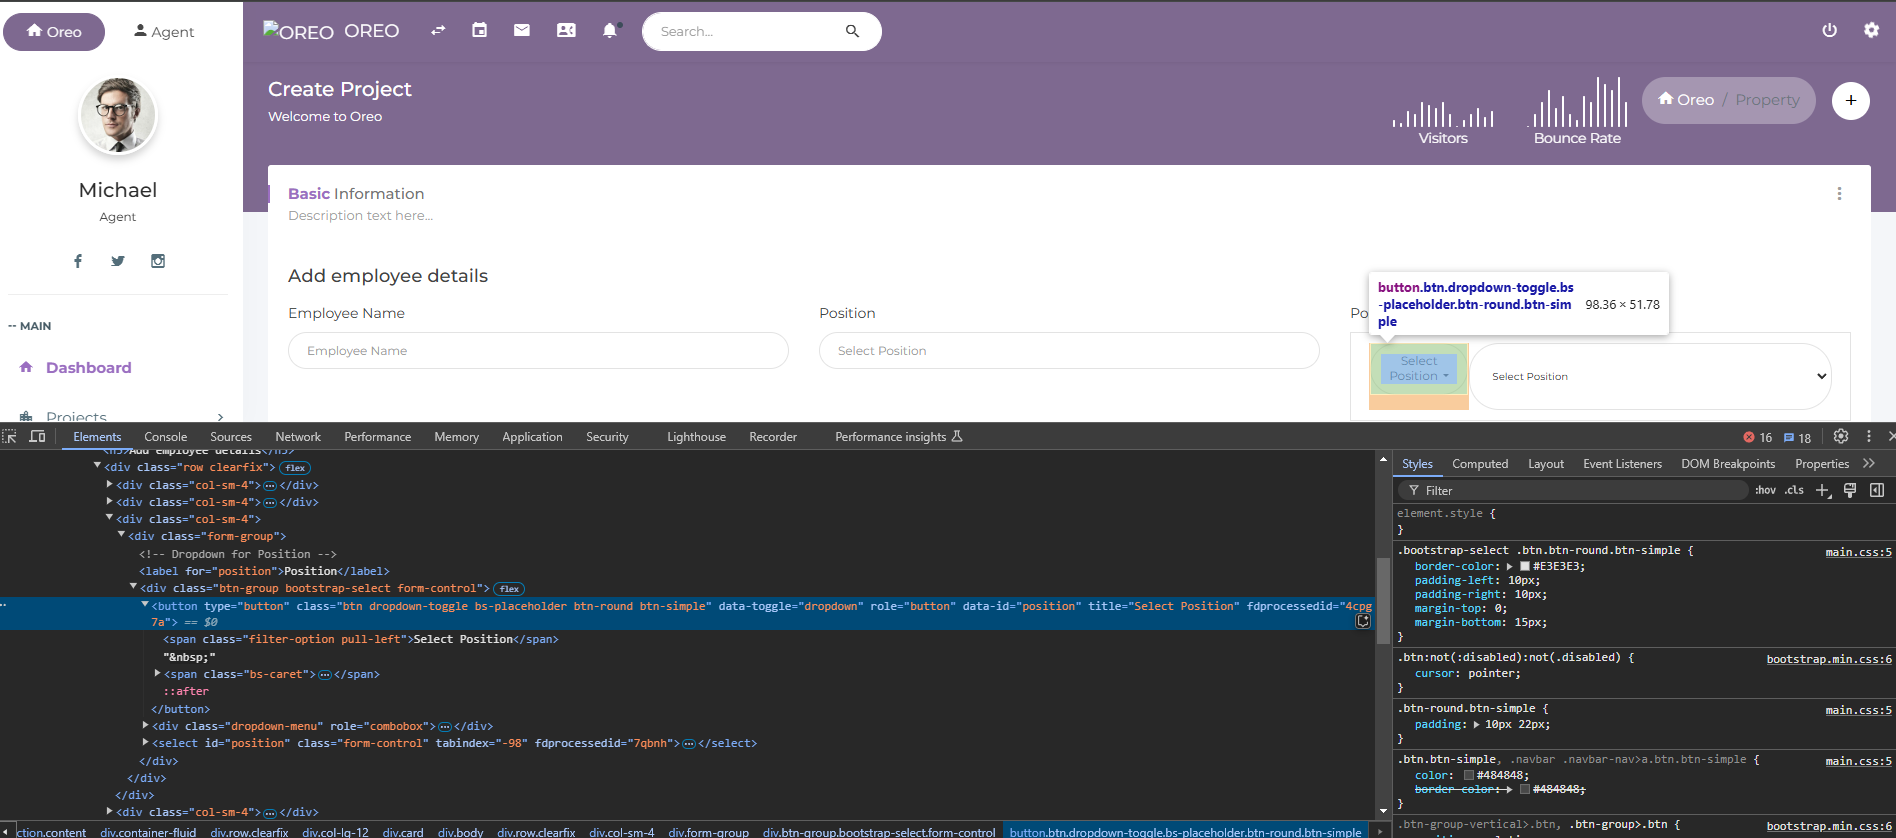 Oreo
Agent
OREO OREO
Search...
Create Project
Welcome to Oreo
Visitors
Bounce Rate
Oreo / Property
+
Michael
Agent
-- MAIN
Dashboard
Projects
Basic Information
Description text here...
Add employee details
Employee Name
Employee Name
Position
Select Position
Po
button.btn.dropdown-toggle.bs
-placeholder.btn-round.btn-sim
ple
98.36 × 51.78
Select
Position
Select Position
Elements Console Sources Network Performance Memory Application Security Lighthouse Recorder Performance insights 16 18
<h5>Add employee details</h5>
<div class="row clearfix"> flex
<div class="col-sm-4"> … </div>
<div class="col-sm-4"> … </div>
<div class="col-sm-4">
<div class="form-group">
<!-- Dropdown for Position -->
<label for="position">Position</label>
<div class="btn-group bootstrap-select form-control"> flex
<button type="button" class="btn dropdown-toggle bs-placeholder btn-round btn-simple" data-toggle="dropdown" role="button" data-id="position" title="Select Position" fdprocessedid="4cpg
7a"> == $0
<span class="filter-option pull-left">Select Position</span>
"&nbsp;"
<span class="bs-caret"> … </span>
::after
</button>
<div class="dropdown-menu" role="combobox"> … </div>
<select id="position" class="form-control" tabindex="-98" fdprocessedid="7qbnh"> … </select>
</div>
</div>
</div>
<div class="col-sm-4"> … </div>
ction.content div.container-fluid div.row.clearfix div.col-lg-12 div.card div.body div.row.clearfix div.col-sm-4 div.form-group div.btn-group.bootstrap-select.form-control button.btn.dropdown-toggle.bs-placeholder.btn-round.btn-simple
Styles Computed Layout Event Listeners DOM Breakpoints Properties
Filter
:hov .cls
element.style {
}
.bootstrap-select .btn.btn-round.btn-simple { main.css:5
border-color: #E3E3E3;
padding-left: 10px;
padding-right: 10px;
margin-top: 0;
margin-bottom: 15px;
}
.btn:not(:disabled):not(.disabled) { bootstrap.min.css:6
cursor: pointer;
}
.btn-round.btn-simple { main.css:5
padding: 10px 22px;
}
.btn.btn-simple, .navbar .navbar-nav>a.btn.btn-simple { main.css:5
color: #484848;
border-color: #484848;
}
.btn-group-vertical>.btn, .btn-group>.btn { bootstrap.min.css:6